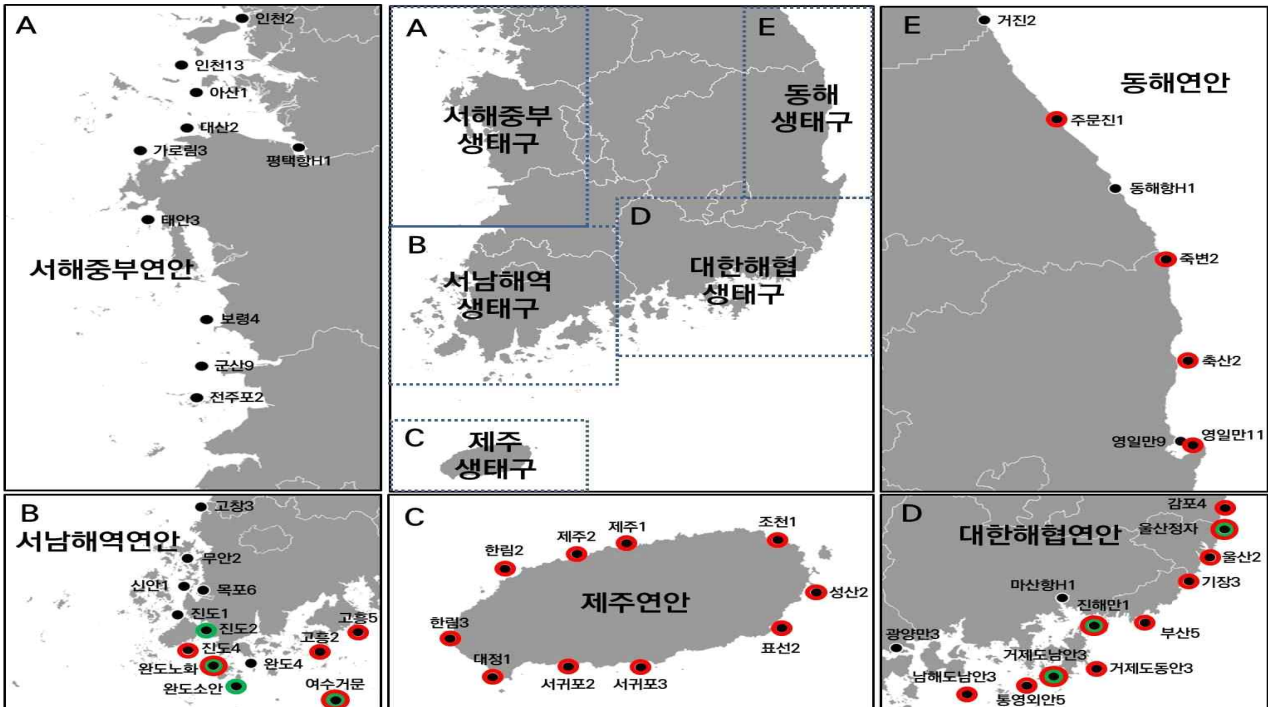 A
인천2
인천13
아산1
대산2
가로림3
평택항H1
태안3
서해중부연안
보령4
군산9
전주포2
A
E
서해중부
생태구
동해
생태구
B
D
서남해역
생태구
대한해협
생태구
C
제주
생태구
E
거진2
동해연안
주문진1
동해항H1
죽변2
축산2
영일만9
영일만11
B
고창3
서남해역연안
무안2
신안1
목포6
진도1
진도2
고흥5
고흥2
진도4
완도노화
완도4
완도소안
여수거문
C
제주1
조천1
제주2
한림2
제주연안
성산2
한림3
표선2
대정1
서귀포2
서귀포3
D
감포4
대한해협연안
울산정자
울산2
마산항H1
기장3
진해만1
부산5
광양만3
거제도남안3
남해도남안3
거제도동안3
통영외안5